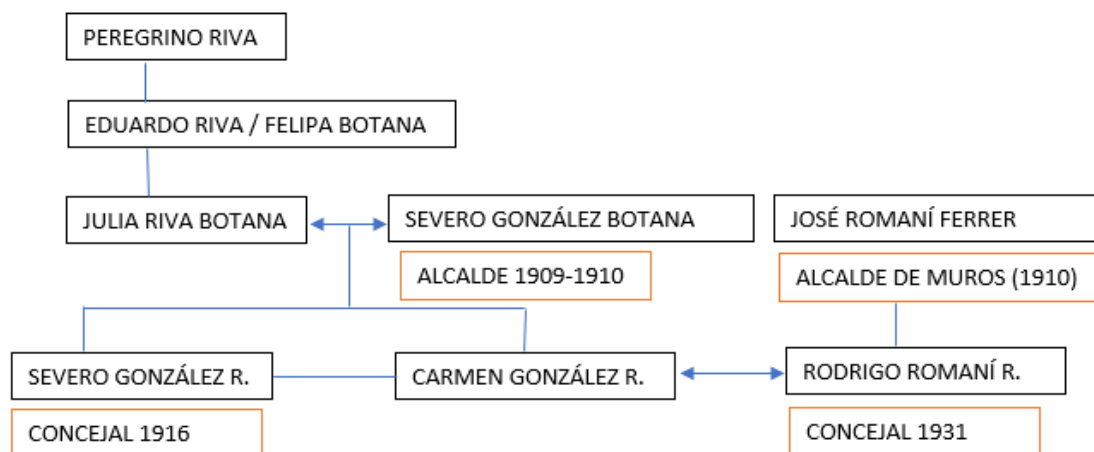 PEREGRINO RIVA
EDUARDO RIVA / FELIPA BOTANA
JULIA RIVA BOTANA
SEVERO GONZÁLEZ BOTANA
JOSÉ ROMANÍ FERRER
ALCALDE 1909-1910
ALCALDE DE MUROS (1910)
SEVERO GONZÁLEZ R.
CARMEN GONZÁLEZ R.
RODRIGO ROMANÍ R.
CONCEJAL 1916
CONCEJAL 1931